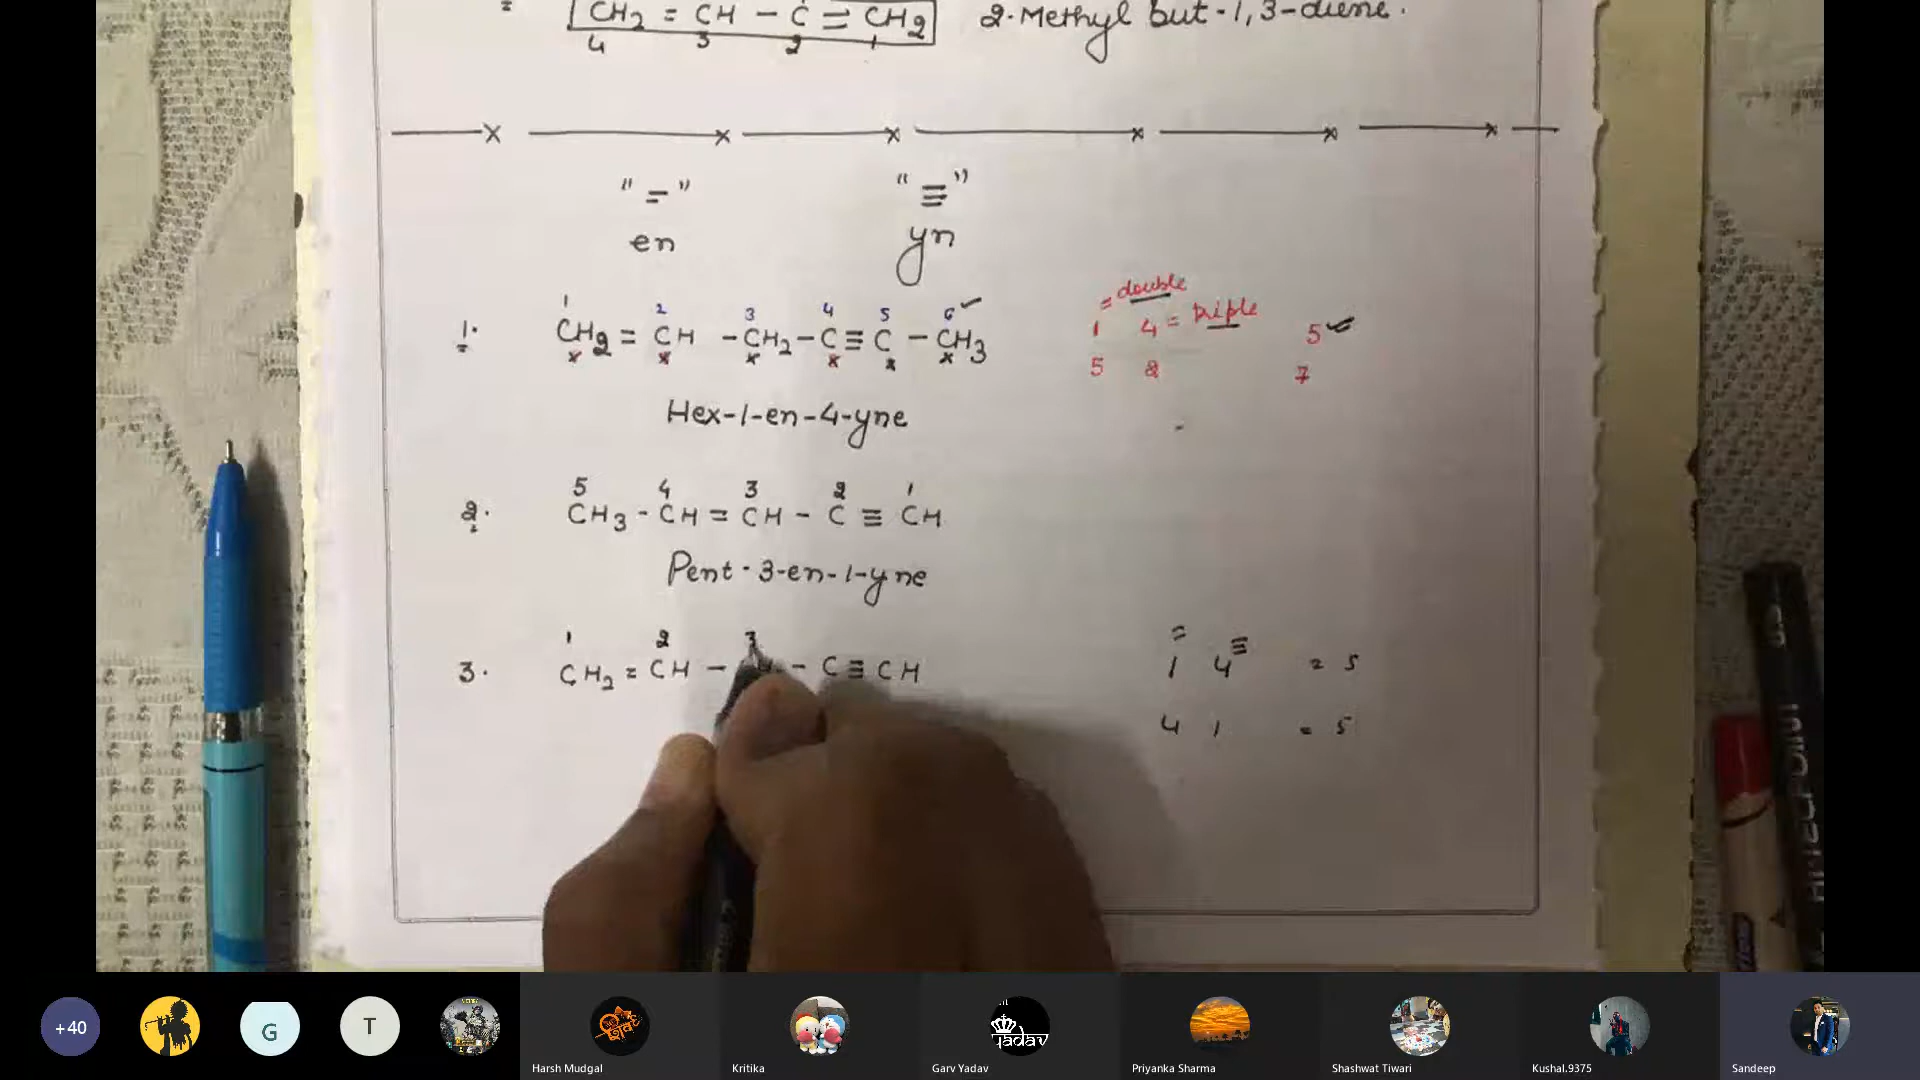 CH2 = CH - C = CH2 2-Methyl but-1,3-diene.
4 3 2 1
"=" "≡"
en yn
= double
1 2 3 4 5 6 ✓ 1 4 = triple 5 ✓
1. CH2 = CH - CH2 - C ≡ C - CH3
x x x x x x 5 2 7
Hex-1-en-4-yne
5 4 3 2 1
2. CH3 - CH = CH - C ≡ CH
Pent-3-en-1-yne
= ≡
1 2 3 1 4 = 5
3. CH2 = CH - - C ≡ CH
4 1 = 5
+40
G
T
Harsh Mudgal
Kritika
Yadav
Garv Yadav
Priyanka Sharma
Shashwat Tiwari
Kushal.9375
Sandeep